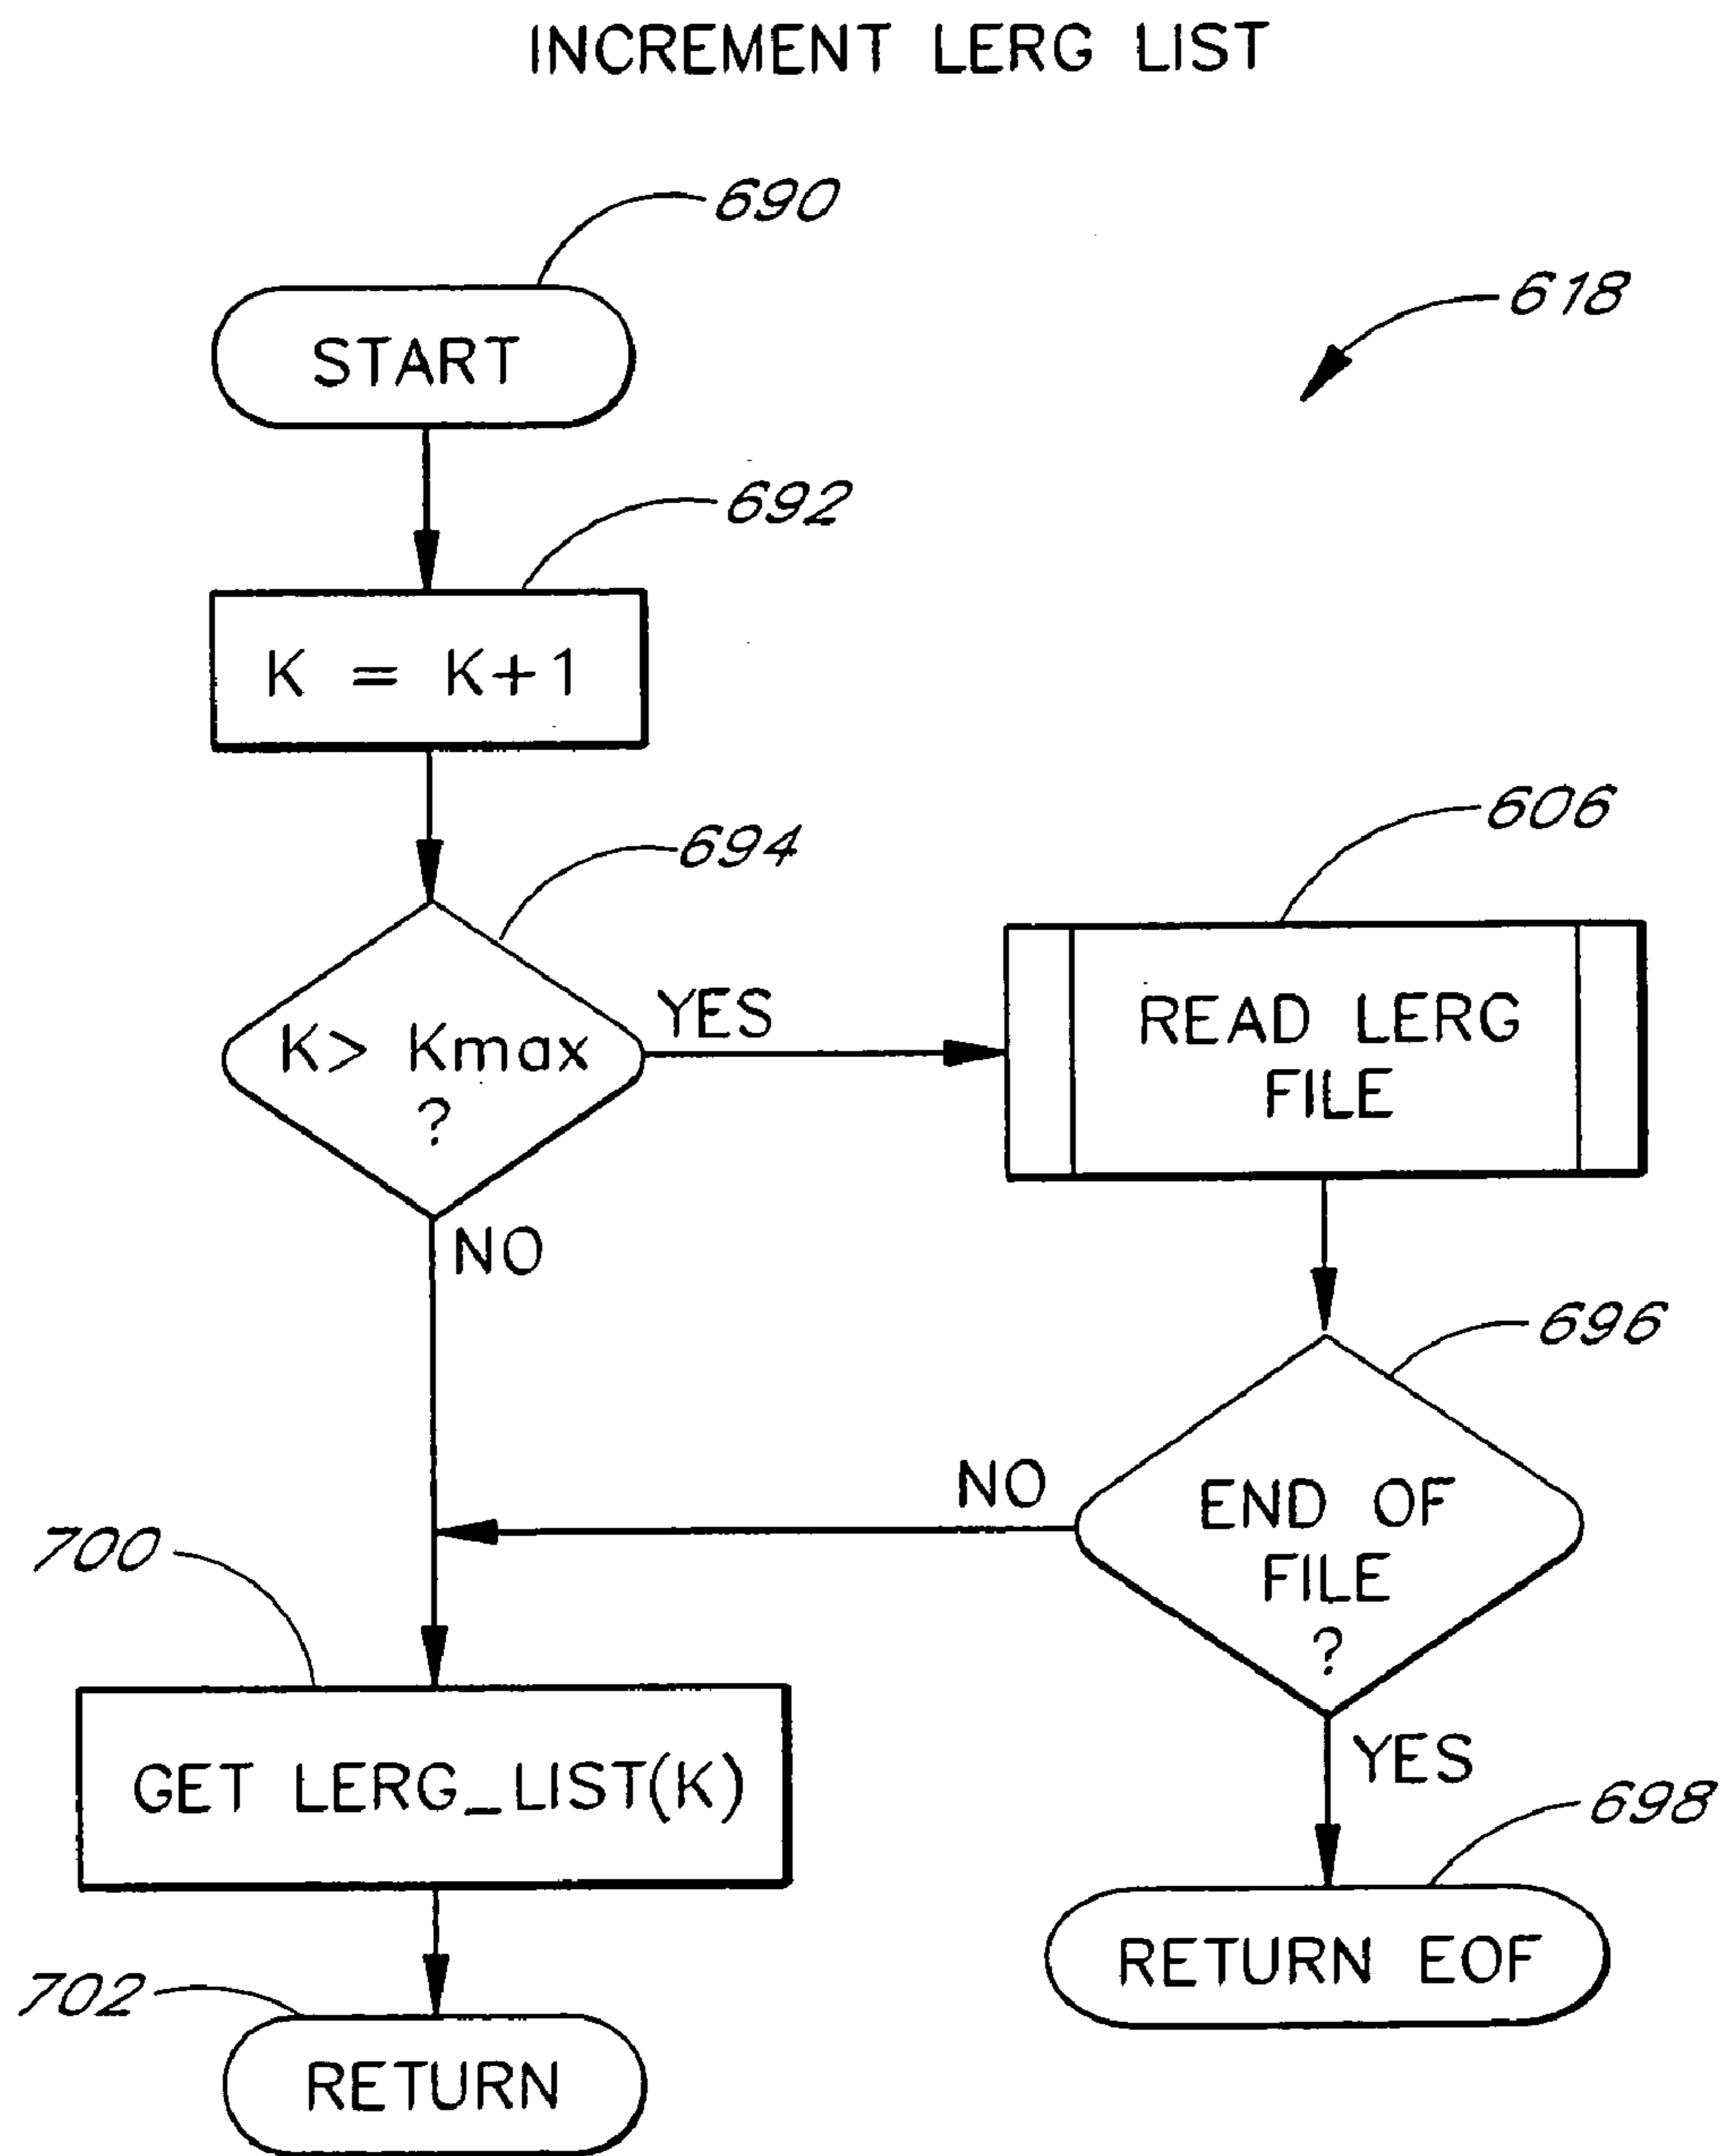 INCREMENT LERG LIST
690
618
START
692
K = K+1
694
606
K> Kmax
?
YES
READ LERG
FILE
NO
696
NO
END OF
FILE
?
700
YES
GET LERG_LIST(K)
698
RETURN EOF
702
RETURN